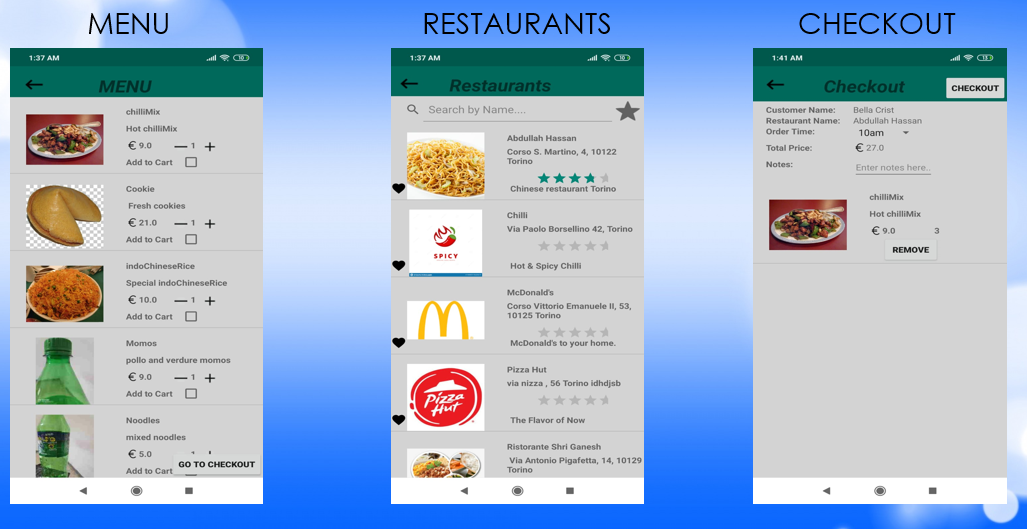 MENU
1:37 AM
10
MENU
chilliMix
Hot chilliMix
€ 9.0 — 1 +
Add to Cart
Cookie
Fresh cookies
€ 21.0 — 1 +
Add to Cart
indoChineseRice
Special indoChineseRice
€ 10.0 — 1 +
Add to Cart
Momos
pollo and verdure momos
€ 9.0 — 1 +
Add to Cart
Noodles
mixed noodles
€ 5.0 1 +
Add to Cart
GO TO CHECKOUT
RESTAURANTS
1:37 AM
10
Restaurants
Search by Name....
Abdullah Hassan
Corso S. Martino, 4, 10122
Torino
Chinese restaurant Torino
SPICY
Chilli
Via Paolo Borsellino 42, Torino
Hot & Spicy Chilli
McDonald's
Corso Vittorio Emanuele II, 53,
10125 Torino
McDonald's to your home.
Pizza
Hut
Pizza Hut
via nizza , 56 Torino idhdjsb
The Flavor of Now
Ristorante Shri Ganesh
Via Antonio Pigafetta, 14, 10129
Torino
CHECKOUT
1:41 AM
Checkout
CHECKOUT
Customer Name: Bella Crist
Restaurant Name: Abdullah Hassan
Order Time: 10am
Total Price: € 27.0
Notes: Enter notes here..
chilliMix
Hot chilliMix
€ 9.0 3
REMOVE